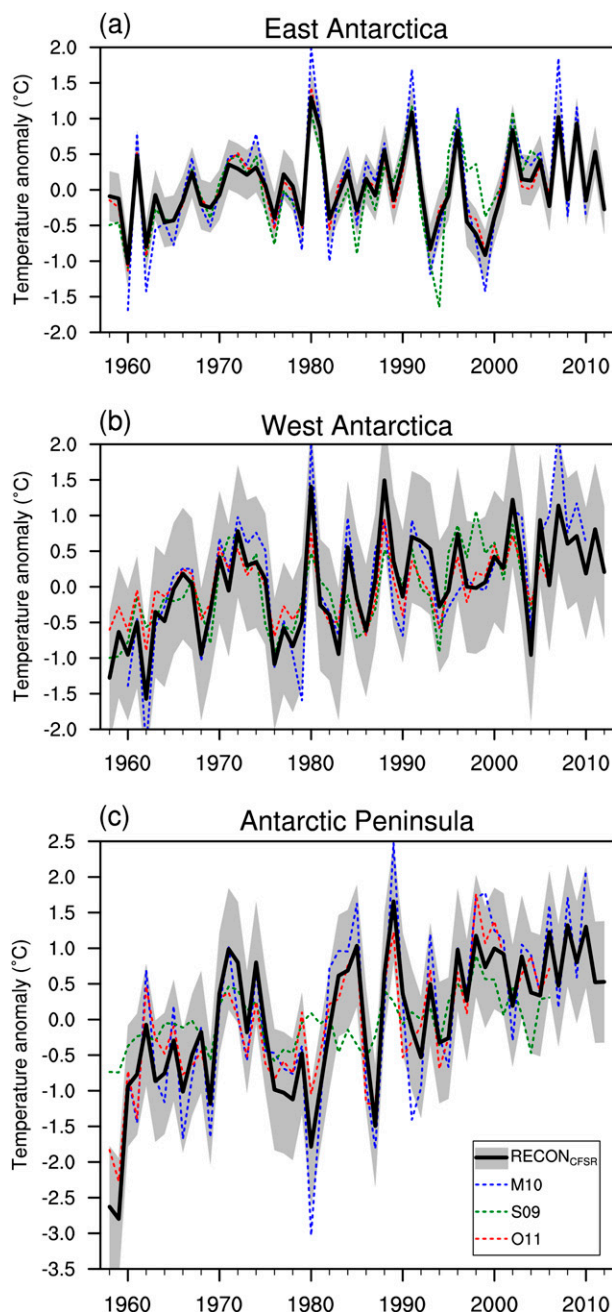 (a) East Antarctica
Temperature anomaly (°C)
2.0
1.5
1.0
0.5
0.0
-0.5
-1.0
-1.5
-2.0
1960 1970 1980 1990 2000 2010
(b) West Antarctica
Temperature anomaly (°C)
2.0
1.5
1.0
0.5
0.0
-0.5
-1.0
-1.5
-2.0
1960 1970 1980 1990 2000 2010
(c) Antarctic Peninsula
Temperature anomaly (°C)
2.5
2.0
1.5
1.0
0.5
0.0
-0.5
-1.0
-1.5
-2.0
-2.5
-3.0
-3.5
RECONCFSR
M10
S09
O11
1960 1970 1980 1990 2000 2010